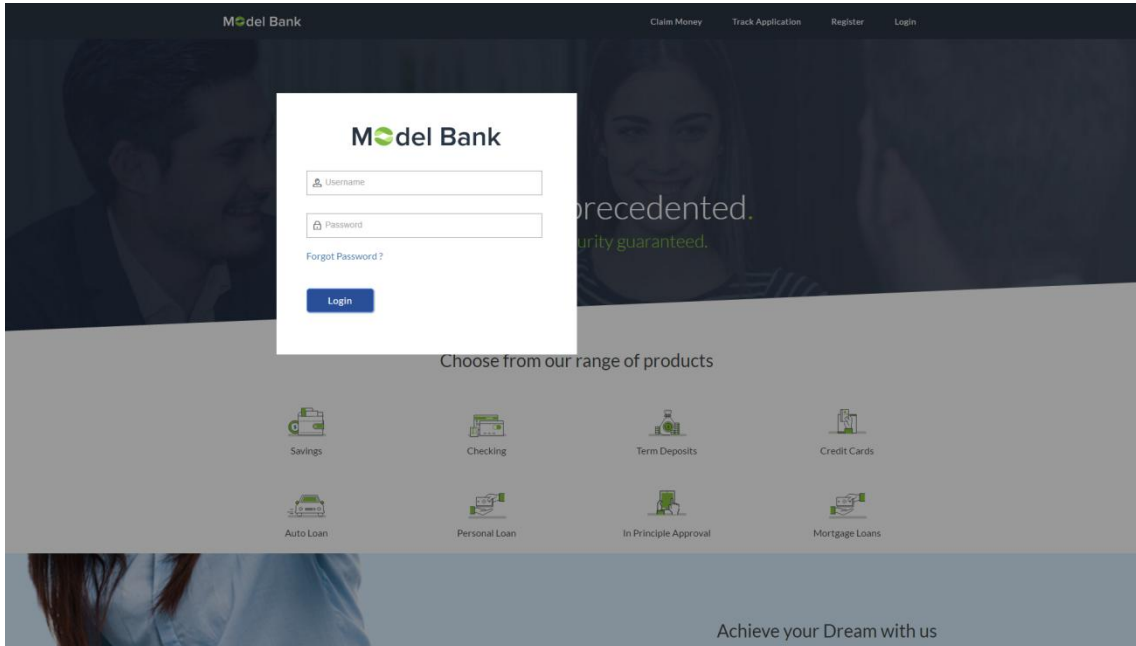 Model Bank
Claim Money Track Application Register Login
Model Bank
Username
Password
Forgot Password ?
Login
precedented.
urity guaranteed.
Choose from our range of products
Savings Checking Term Deposits Credit Cards
Auto Loan Personal Loan In Principle Approval Mortgage Loans
Achieve your Dream with us